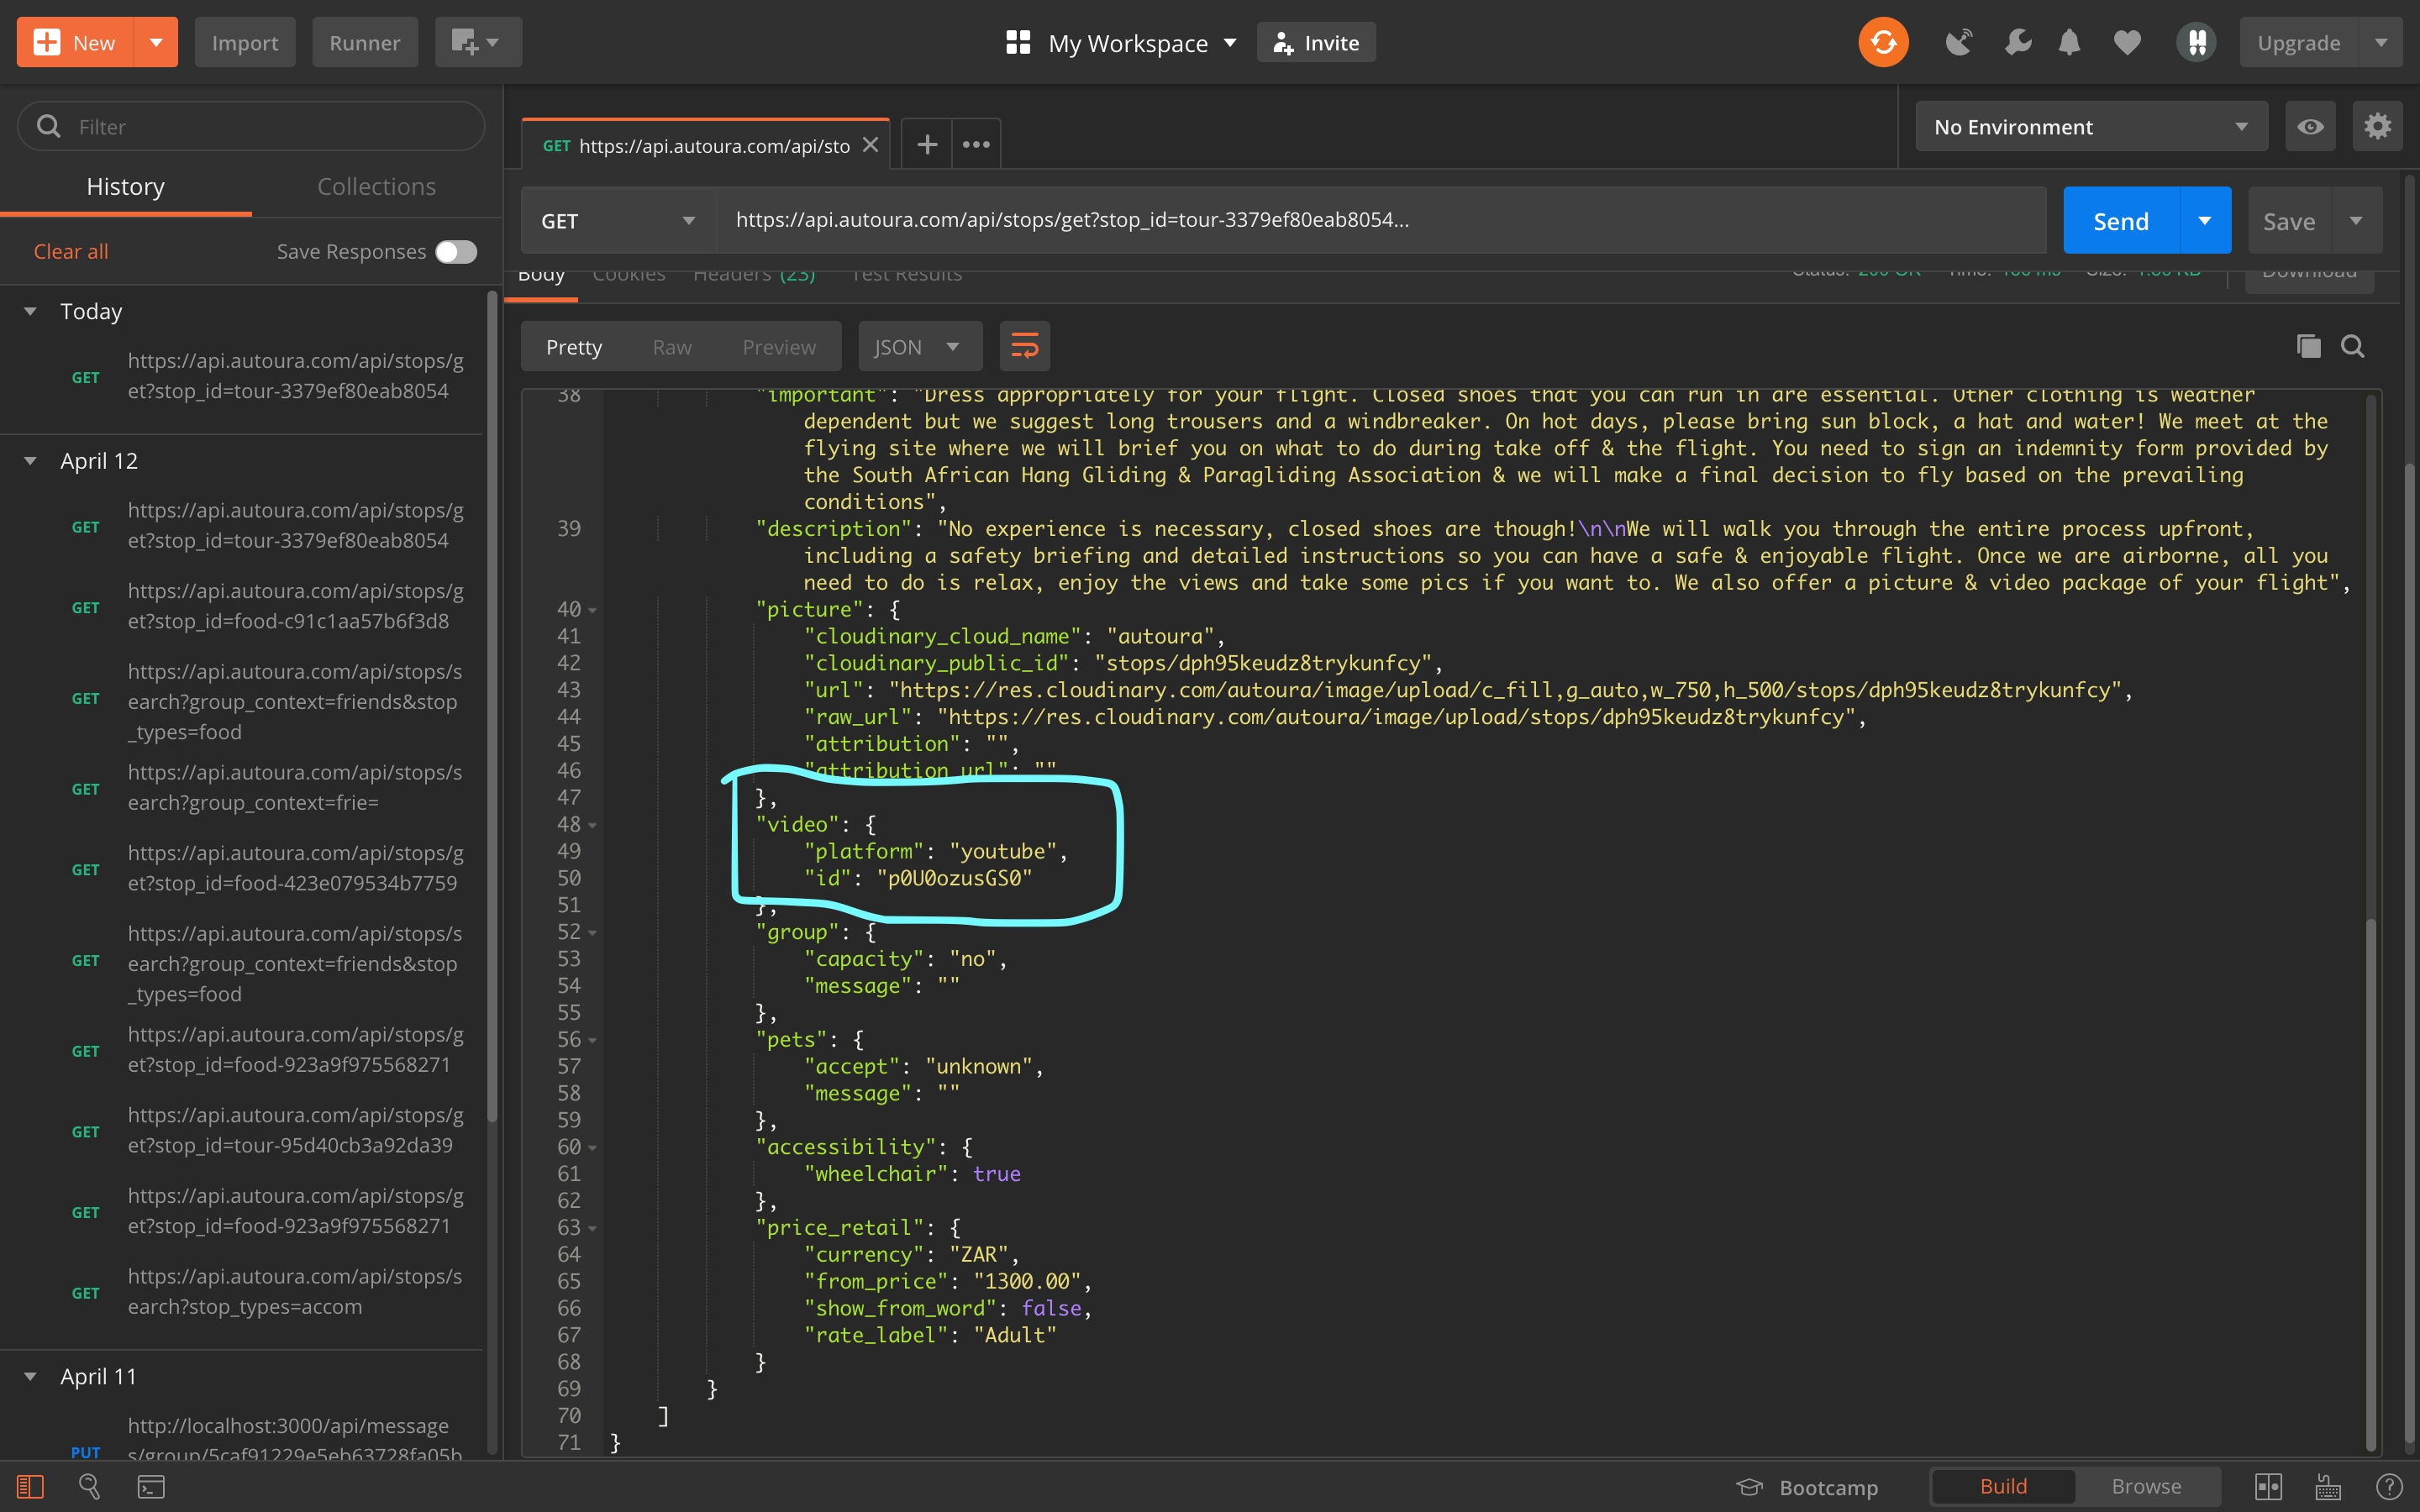 New
Import
Runner
My Workspace
Invite
Upgrade
Filter
History
Collections
Clear all
Save Responses
Today
GET
https://api.autoura.com/api/stops/g
et?stop_id=tour-3379ef80eab8054
April 12
GET
https://api.autoura.com/api/stops/g
et?stop_id=tour-3379ef80eab8054
GET
https://api.autoura.com/api/stops/g
et?stop_id=food-c91c1aa57b6f3d8
GET
https://api.autoura.com/api/stops/s
earch?group_context=friends&stop
_types=food
GET
https://api.autoura.com/api/stops/s
earch?group_context=frie=
GET
https://api.autoura.com/api/stops/g
et?stop_id=food-423e079534b7759
GET
https://api.autoura.com/api/stops/s
earch?group_context=friends&stop
_types=food
GET
https://api.autoura.com/api/stops/g
et?stop_id=food-923a9f975568271
GET
https://api.autoura.com/api/stops/g
et?stop_id=tour-95d40cb3a92da39
GET
https://api.autoura.com/api/stops/g
et?stop_id=food-923a9f975568271
GET
https://api.autoura.com/api/stops/s
earch?stop_types=accom
April 11
PUT
http://localhost:3000/api/message
s/group/5caf91229e5eb63728fa05b
GET https://api.autoura.com/api/sto
No Environment
GET
https://api.autoura.com/api/stops/get?stop_id=tour-3379ef80eab8054...
Send
Save
Body Cookies Headers (23) Test Results
Status: 200 OK Time: Size: Download
Pretty
Raw
Preview
JSON
38 "important": "Dress appropriately for your flight. Closed shoes that you can run in are essential. Other clothing is weather
dependent but we suggest long trousers and a windbreaker. On hot days, please bring sun block, a hat and water! We meet at the
flying site where we will brief you on what to do during take off & the flight. You need to sign an indemnity form provided by
the South African Hang Gliding & Paragliding Association & we will make a final decision to fly based on the prevailing
conditions",
39 "description": "No experience is necessary, closed shoes are though!\n\nWe will walk you through the entire process upfront,
including a safety briefing and detailed instructions so you can have a safe & enjoyable flight. Once we are airborne, all you
need to do is relax, enjoy the views and take some pics if you want to. We also offer a picture & video package of your flight",
40 "picture": {
41 "cloudinary_cloud_name": "autoura",
42 "cloudinary_public_id": "stops/dph95keudz8trykunfcy",
43 "url": "https://res.cloudinary.com/autoura/image/upload/c_fill,g_auto,w_750,h_500/stops/dph95keudz8trykunfcy",
44 "raw_url": "https://res.cloudinary.com/autoura/image/upload/stops/dph95keudz8trykunfcy",
45 "attribution": "",
46 "attribution_url": ""
47 },
48 "video": {
49 "platform": "youtube",
50 "id": "p0U0ozusGS0"
51 },
52 "group": {
53 "capacity": "no",
54 "message": ""
55 },
56 "pets": {
57 "accept": "unknown",
58 "message": ""
59 },
60 "accessibility": {
61 "wheelchair": true
62 },
63 "price_retail": {
64 "currency": "ZAR",
65 "from_price": "1300.00",
66 "show_from_word": false,
67 "rate_label": "Adult"
68 }
69 }
70 ]
71 }
Bootcamp
Build
Browse